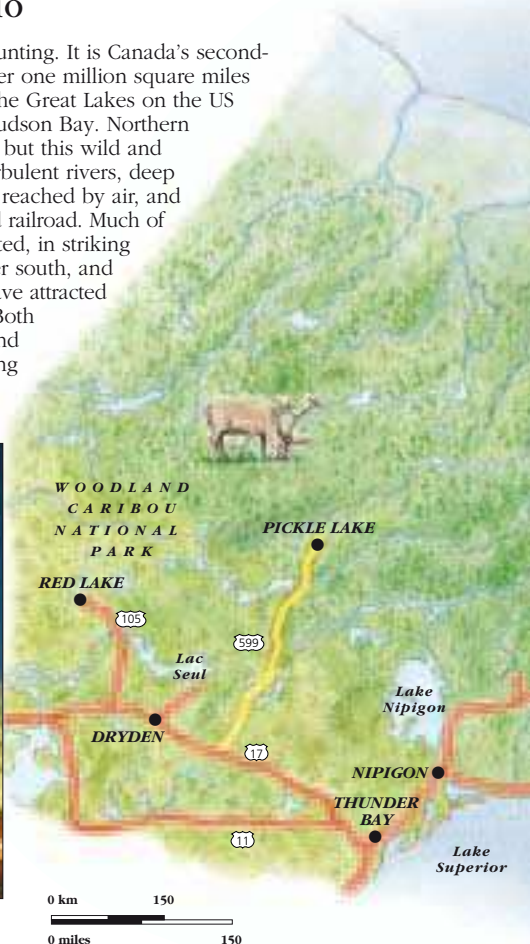 IO
unting. It is Canada's second-
er one million square miles
he Great Lakes on the US
udson Bay. Northern
but this wild and
rbulent rivers, deep
reached by air, and
d railroad. Much of
ted, in striking
er south, and
ave attracted
Both
nd
ng
WOODLAND
CARIBOU
NATIONAL
PARK
PICKLE LAKE
RED LAKE
105
599
Lac
Seul
Lake
Nipigon
DRYDEN
17
NIPIGON
THUNDER
BAY
11
Lake
Superior
0 km 150
0 miles 150